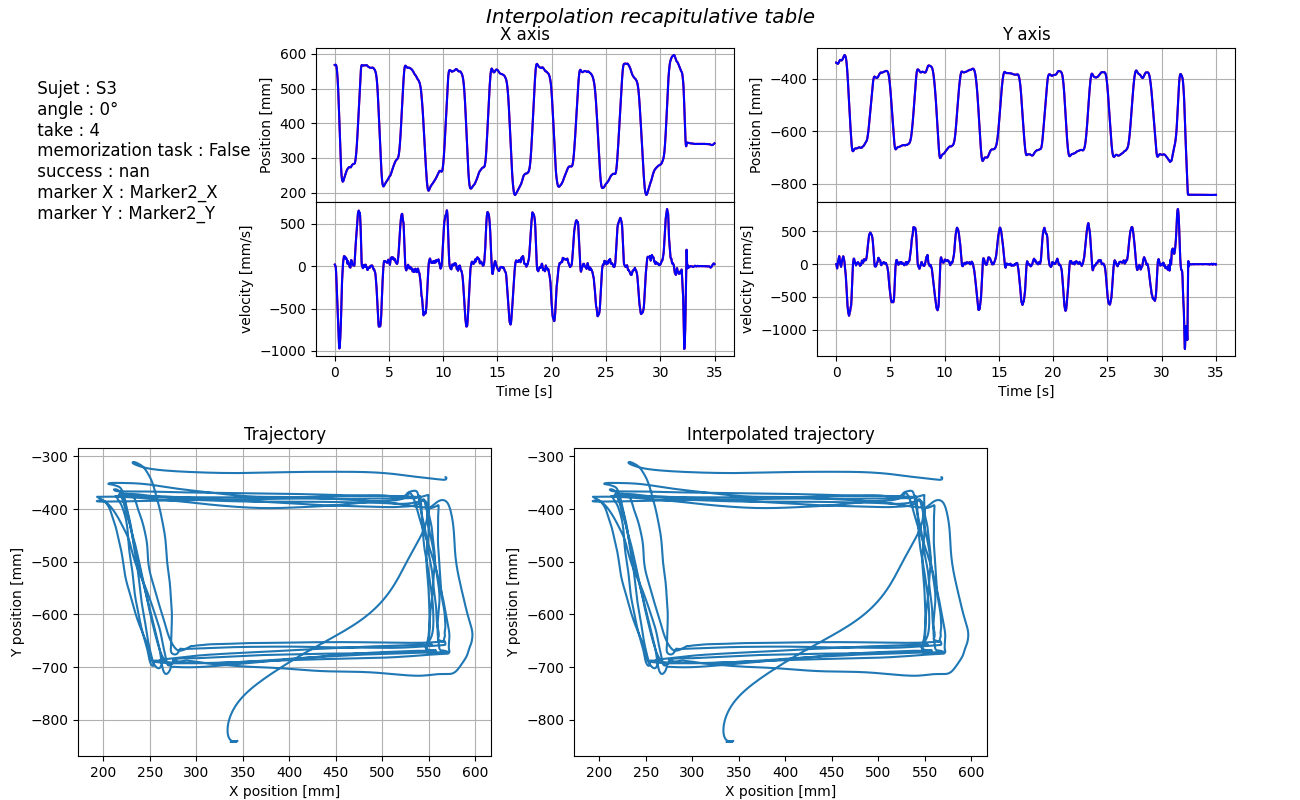 Interpolation recapitulative table
X axis
Y axis
Sujet : S3
angle : 0°
take : 4
memorization task : False
success : nan
marker X : Marker2_X
marker Y : Marker2_Y
Position [mm]
600
500
400
300
200
velocity [mm/s]
500
0
−500
−1000
0 5 10 15 20 25 30 35
Time [s]
Position [mm]
−400
−600
−800
velocity [mm/s]
500
0
−500
−1000
0 5 10 15 20 25 30 35
Time [s]
Trajectory
Y position [mm]
−300
−400
−500
−600
−700
−800
200 250 300 350 400 450 500 550 600
X position [mm]
Interpolated trajectory
Y position [mm]
−300
−400
−500
−600
−700
−800
200 250 300 350 400 450 500 550 600
X position [mm]